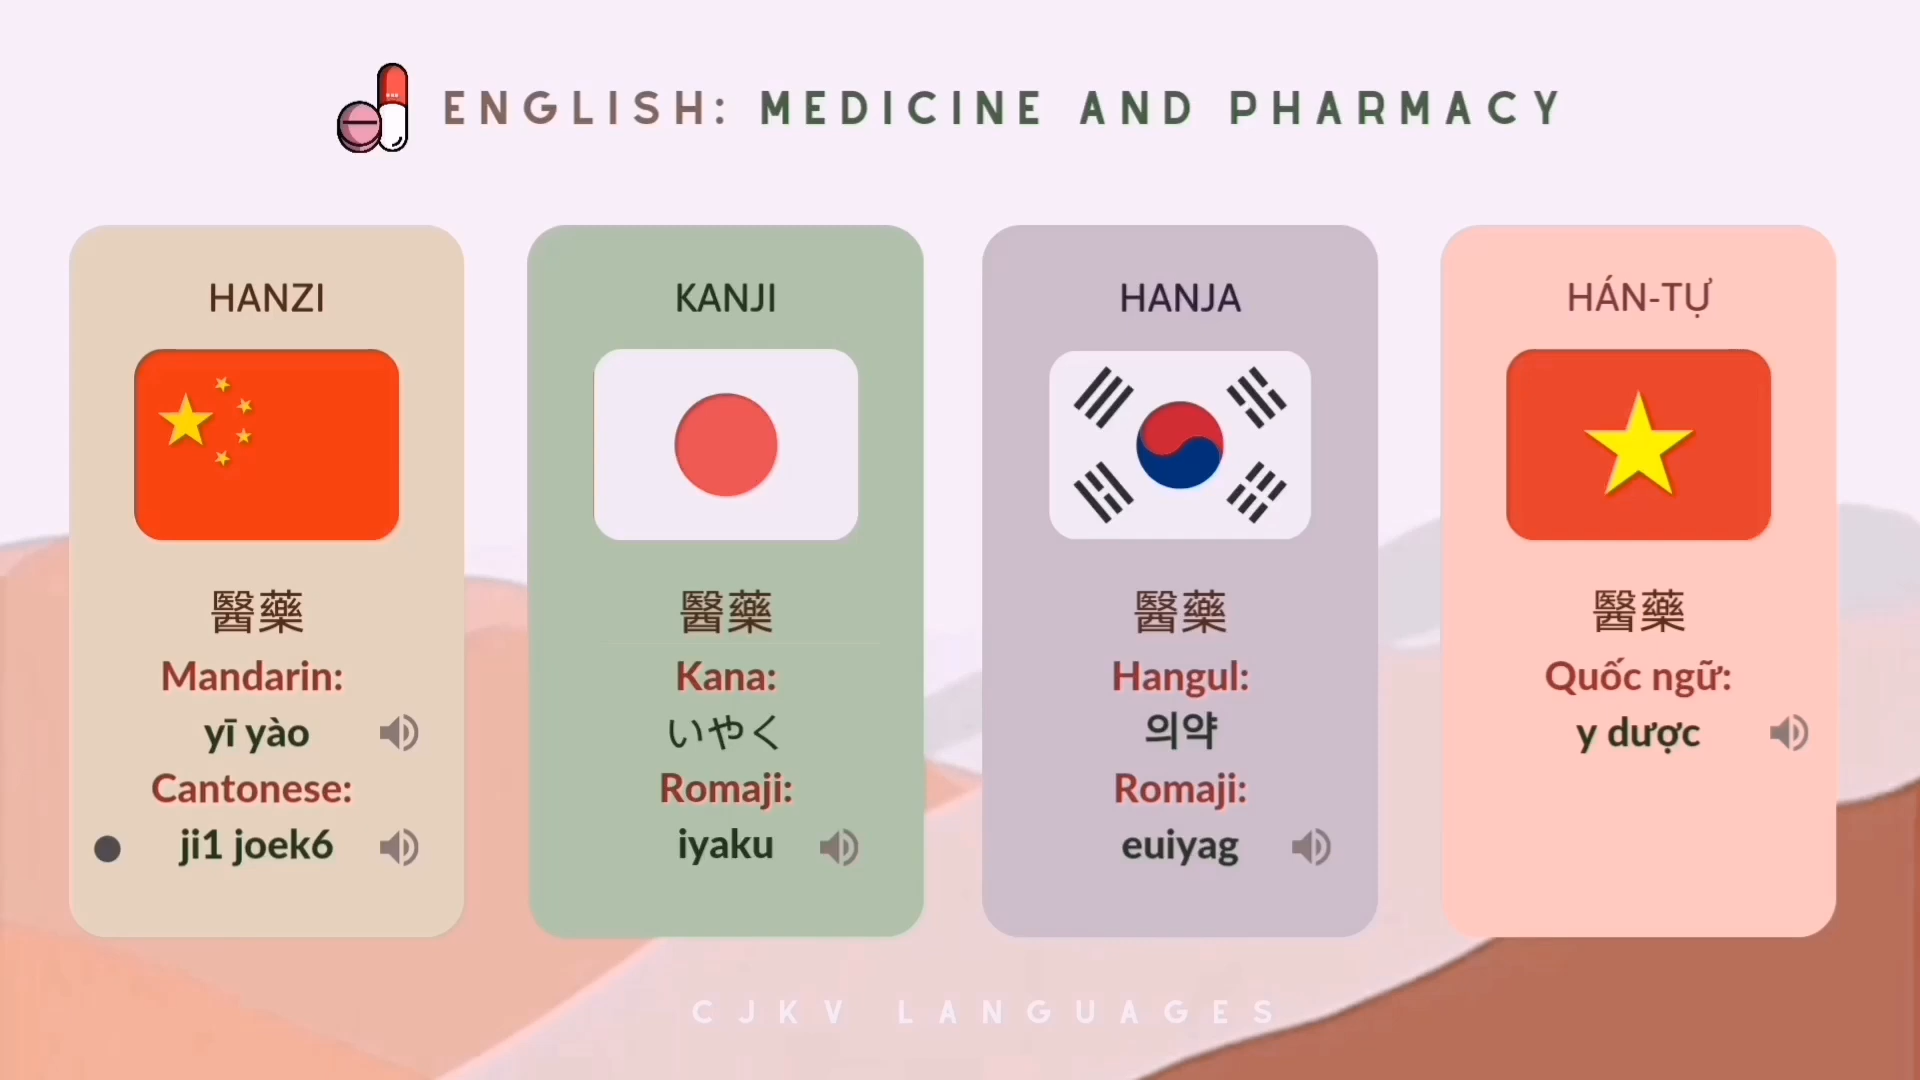 ENGLISH: MEDICINE AND PHARMACY
HANZI
醫藥
Mandarin:
yī yào
Cantonese:
ji1 joek6
KANJI
醫藥
Kana:
いやく
Romaji:
iyaku
HANJA
醫藥
Hangul:
의약
Romaji:
euiyag
HÁN-TỰ
醫藥
Quốc ngữ:
y dược
CJKV LANGUAGES